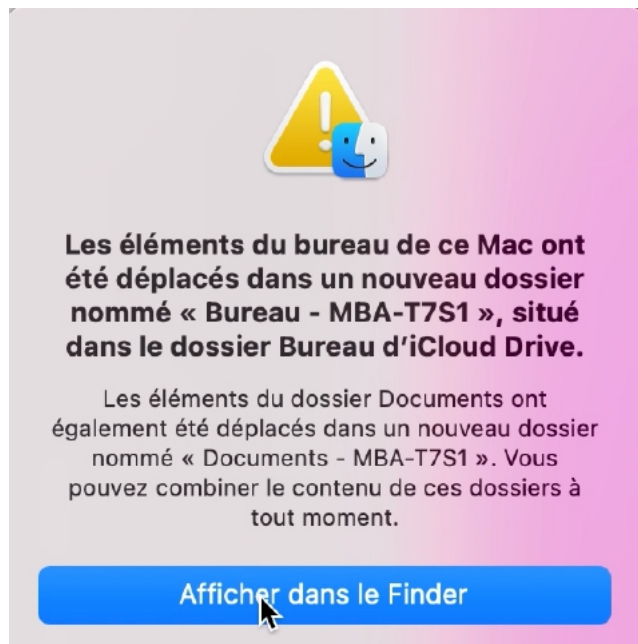 Les éléments du bureau de ce Mac ont
été déplacés dans un nouveau dossier
nommé « Bureau - MBA-T7S1 », situé
dans le dossier Bureau d’iCloud Drive.
Les éléments du dossier Documents ont
également été déplacés dans un nouveau dossier
nommé « Documents - MBA-T7S1 ». Vous
pouvez combiner le contenu de ces dossiers à
tout moment.
Afficher dans le Finder